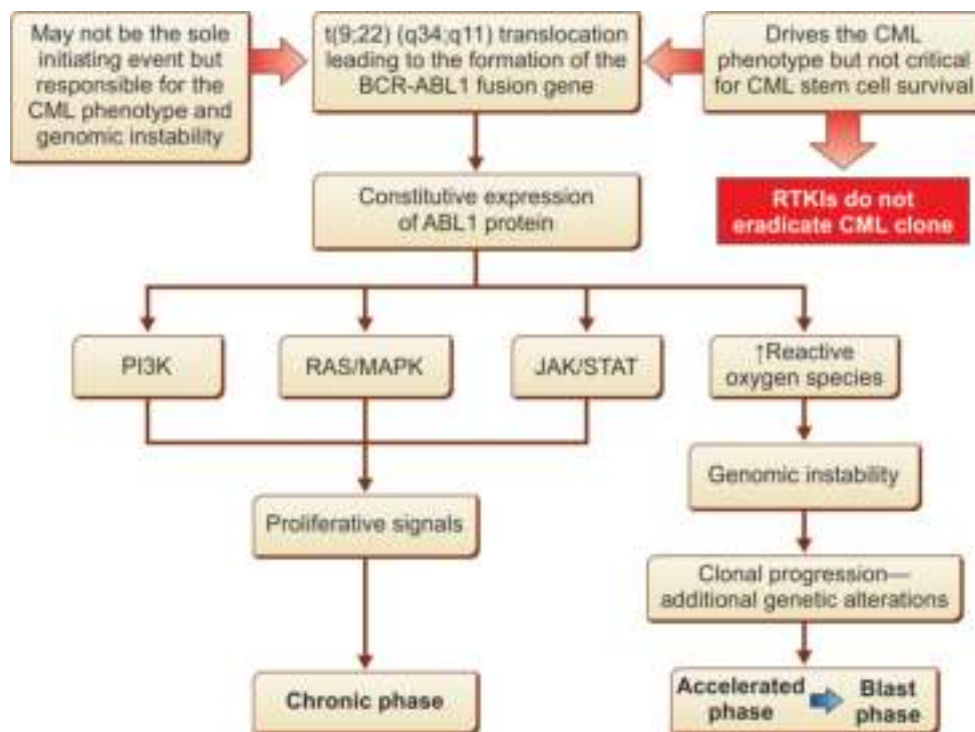 May not be the sole
initiating event but
responsible for the
CML phenotype and
genomic instability
t(9;22) (q34;q11) translocation
leading to the formation of the
BCR-ABL1 fusion gene
Drives the CML
phenotype but not critical
for CML stem cell survival
RTKIs do not
eradicate CML clone
Constitutive expression
of ABL1 protein
PI3K
RAS/MAPK
JAK/STAT
↑Reactive
oxygen species
Genomic instability
Proliferative signals
Clonal progression—
additional genetic alterations
Chronic phase
Accelerated
phase
Blast
phase